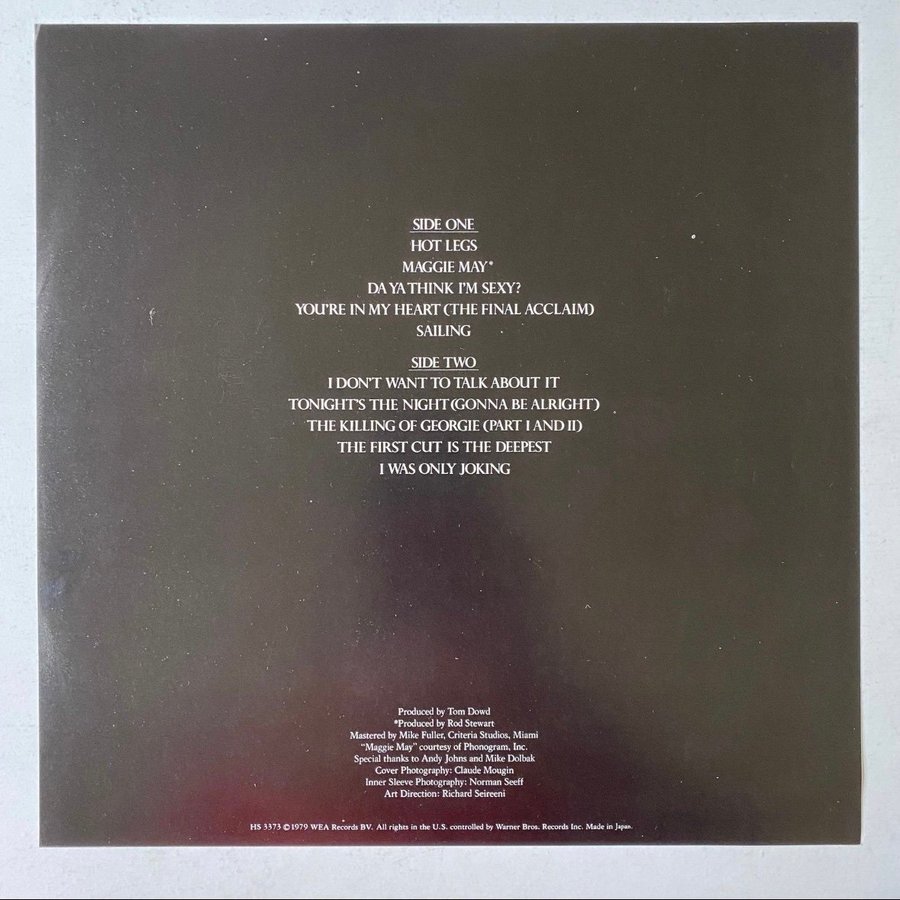 SIDE ONE
HOT LEGS
MAGGIE MAY*
DA YA THINK I'M SEXY?
YOU'RE IN MY HEART (THE FINAL ACCLAIM)
SAILING
SIDE TWO
I DON'T WANT TO TALK ABOUT IT
TONIGHT'S THE NIGHT (GONNA BE ALRIGHT)
THE KILLING OF GEORGIE (PART I AND II)
THE FIRST CUT IS THE DEEPEST
I WAS ONLY JOKING
Produced by Tom Dowd
*Produced by Rod Stewart
Mastered by Mike Fuller, Criteria Studios, Miami
"Maggie May" courtesy of Phonogram, Inc.
Special thanks to Andy Johns and Mike Dolbak
Cover Photography: Claude Mougin
Inner Sleeve Photography: Norman Seeff
Art Direction: Richard Seireeni
HS 3373 ©1979 WEA Records BV. All rights in the U.S. controlled by Warner Bros. Records Inc. Made in Japan.